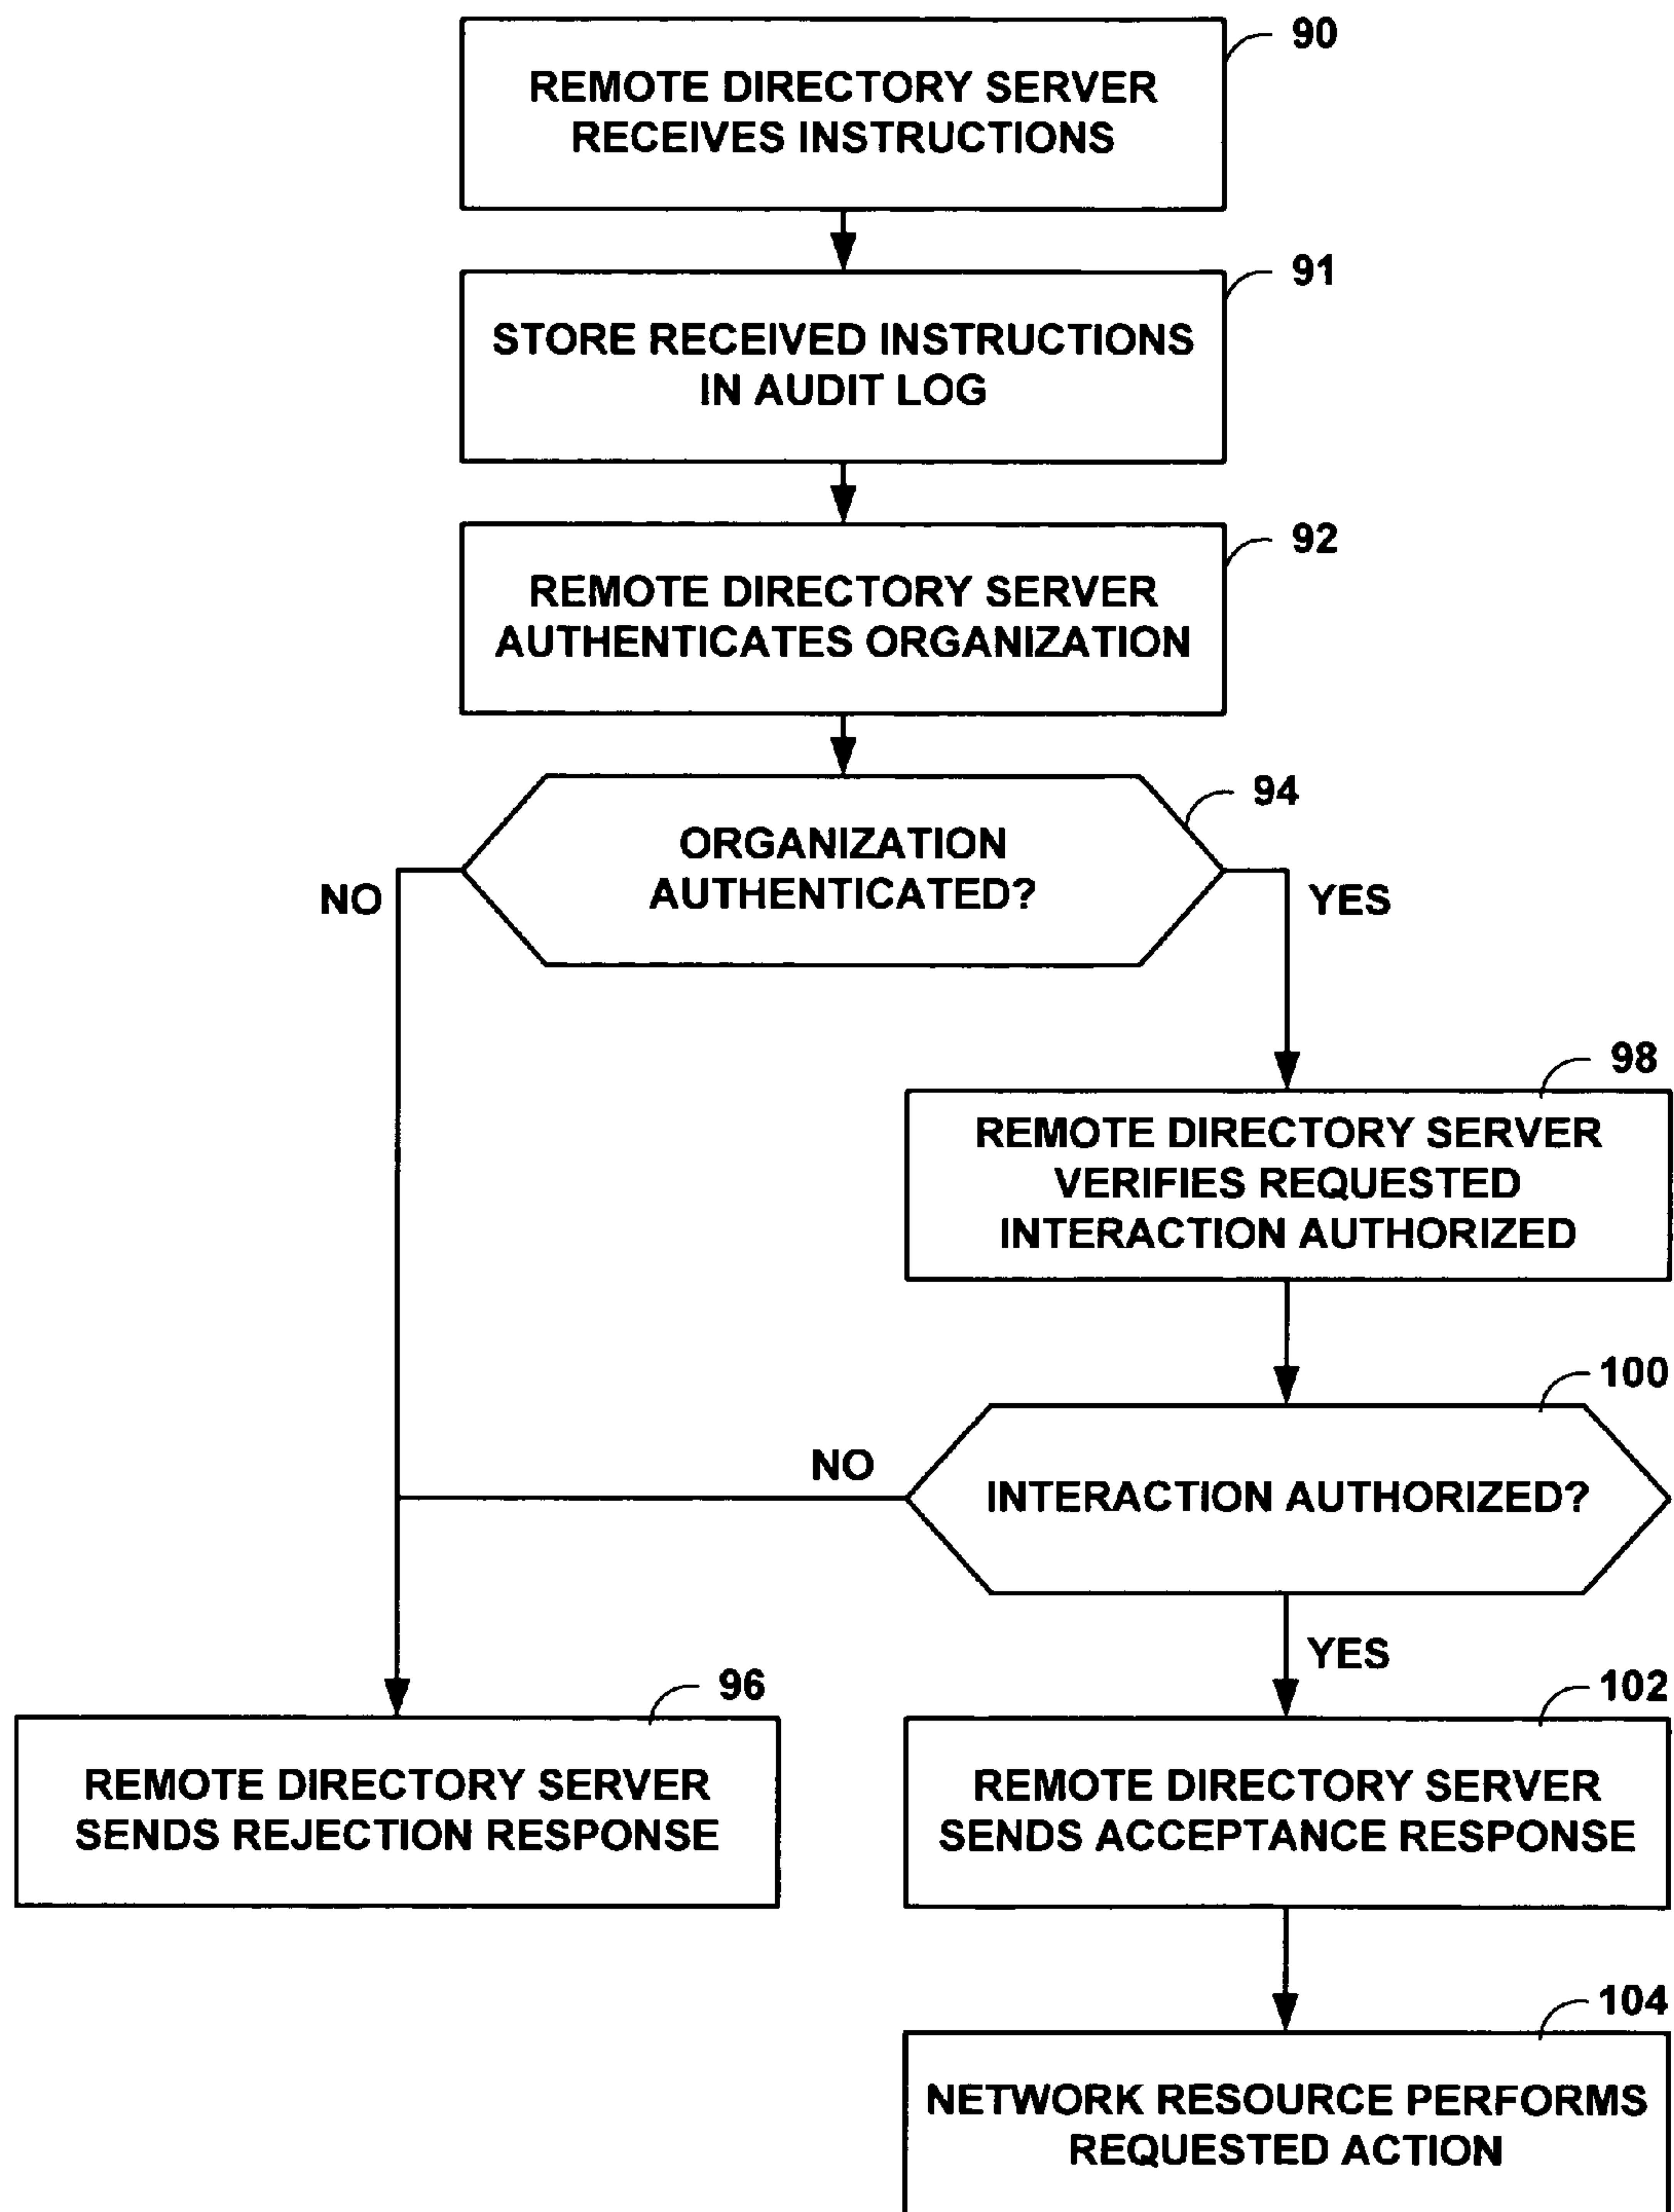 90
REMOTE DIRECTORY SERVER
RECEIVES INSTRUCTIONS
91
STORE RECEIVED INSTRUCTIONS
IN AUDIT LOG
92
REMOTE DIRECTORY SERVER
AUTHENTICATES ORGANIZATION
94
ORGANIZATION
AUTHENTICATED?
NO
YES
98
REMOTE DIRECTORY SERVER
VERIFIES REQUESTED
INTERACTION AUTHORIZED
100
NO
INTERACTION AUTHORIZED?
YES
96
REMOTE DIRECTORY SERVER
SENDS REJECTION RESPONSE
102
REMOTE DIRECTORY SERVER
SENDS ACCEPTANCE RESPONSE
104
NETWORK RESOURCE PERFORMS
REQUESTED ACTION